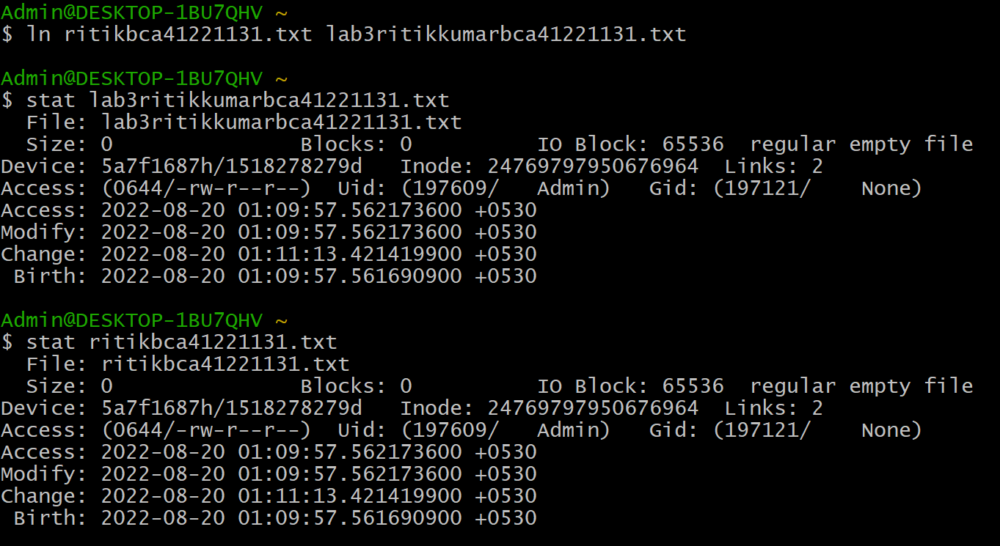 Admin@DESKTOP-1BU7QHV ~
$ ln ritikbca41221131.txt lab3ritikkumarbca41221131.txt
Admin@DESKTOP-1BU7QHV ~
$ stat lab3ritikkumarbca41221131.txt
  File: lab3ritikkumarbca41221131.txt
  Size: 0               Blocks: 0          IO Block: 65536  regular empty file
Device: 5a7f1687h/1518278279d   Inode: 24769797950676964  Links: 2
Access: (0644/-rw-r--r--)  Uid: (197609/   Admin)   Gid: (197121/    None)
Access: 2022-08-20 01:09:57.562173600 +0530
Modify: 2022-08-20 01:09:57.562173600 +0530
Change: 2022-08-20 01:11:13.421419900 +0530
 Birth: 2022-08-20 01:09:57.561690900 +0530
Admin@DESKTOP-1BU7QHV ~
$ stat ritikbca41221131.txt
  File: ritikbca41221131.txt
  Size: 0               Blocks: 0          IO Block: 65536  regular empty file
Device: 5a7f1687h/1518278279d   Inode: 24769797950676964  Links: 2
Access: (0644/-rw-r--r--)  Uid: (197609/   Admin)   Gid: (197121/    None)
Access: 2022-08-20 01:09:57.562173600 +0530
Modify: 2022-08-20 01:09:57.562173600 +0530
Change: 2022-08-20 01:11:13.421419900 +0530
 Birth: 2022-08-20 01:09:57.561690900 +0530